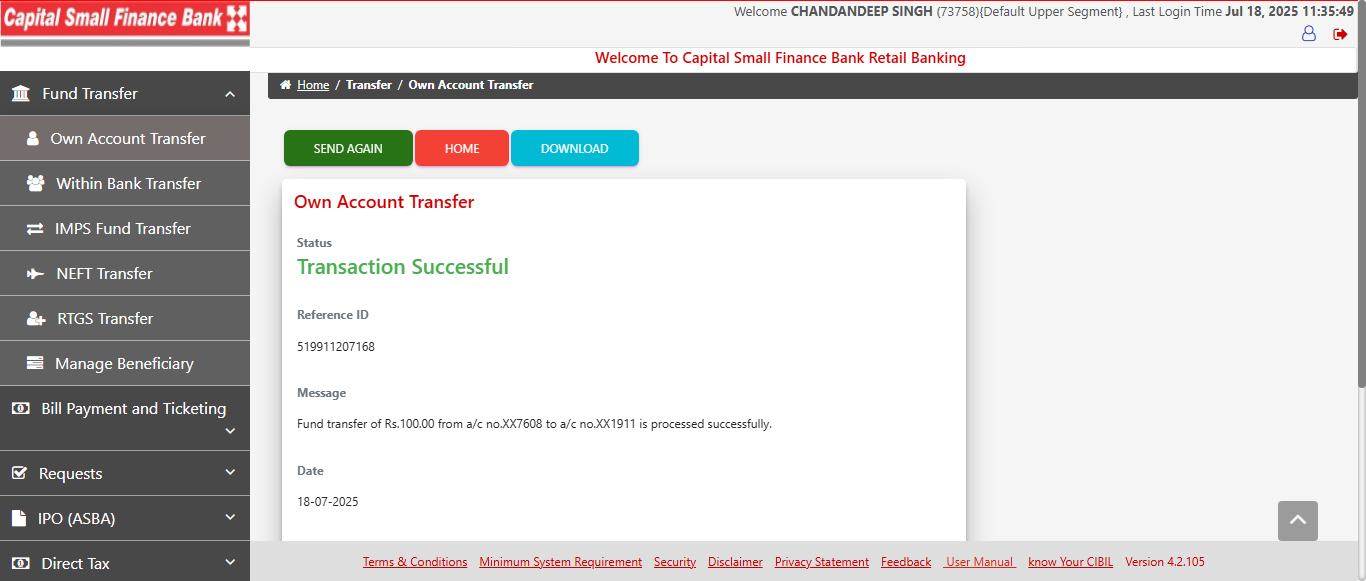 Capital Small Finance Bank
Welcome CHANDANDEEP SINGH (73758){Default Upper Segment} , Last Login Time Jul 18, 2025 11:35:49
Welcome To Capital Small Finance Bank Retail Banking
Fund Transfer
Own Account Transfer
Within Bank Transfer
IMPS Fund Transfer
NEFT Transfer
RTGS Transfer
Manage Beneficiary
Bill Payment and Ticketing
Requests
IPO (ASBA)
Direct Tax
Home / Transfer / Own Account Transfer
SEND AGAIN HOME DOWNLOAD
Own Account Transfer
Status
Transaction Successful
Reference ID
519911207168
Message
Fund transfer of Rs.100.00 from a/c no.XX7608 to a/c no.XX1911 is processed successfully.
Date
18-07-2025
Terms & Conditions Minimum System Requirement Security Disclaimer Privacy Statement Feedback User Manual know Your CIBIL Version 4.2.105